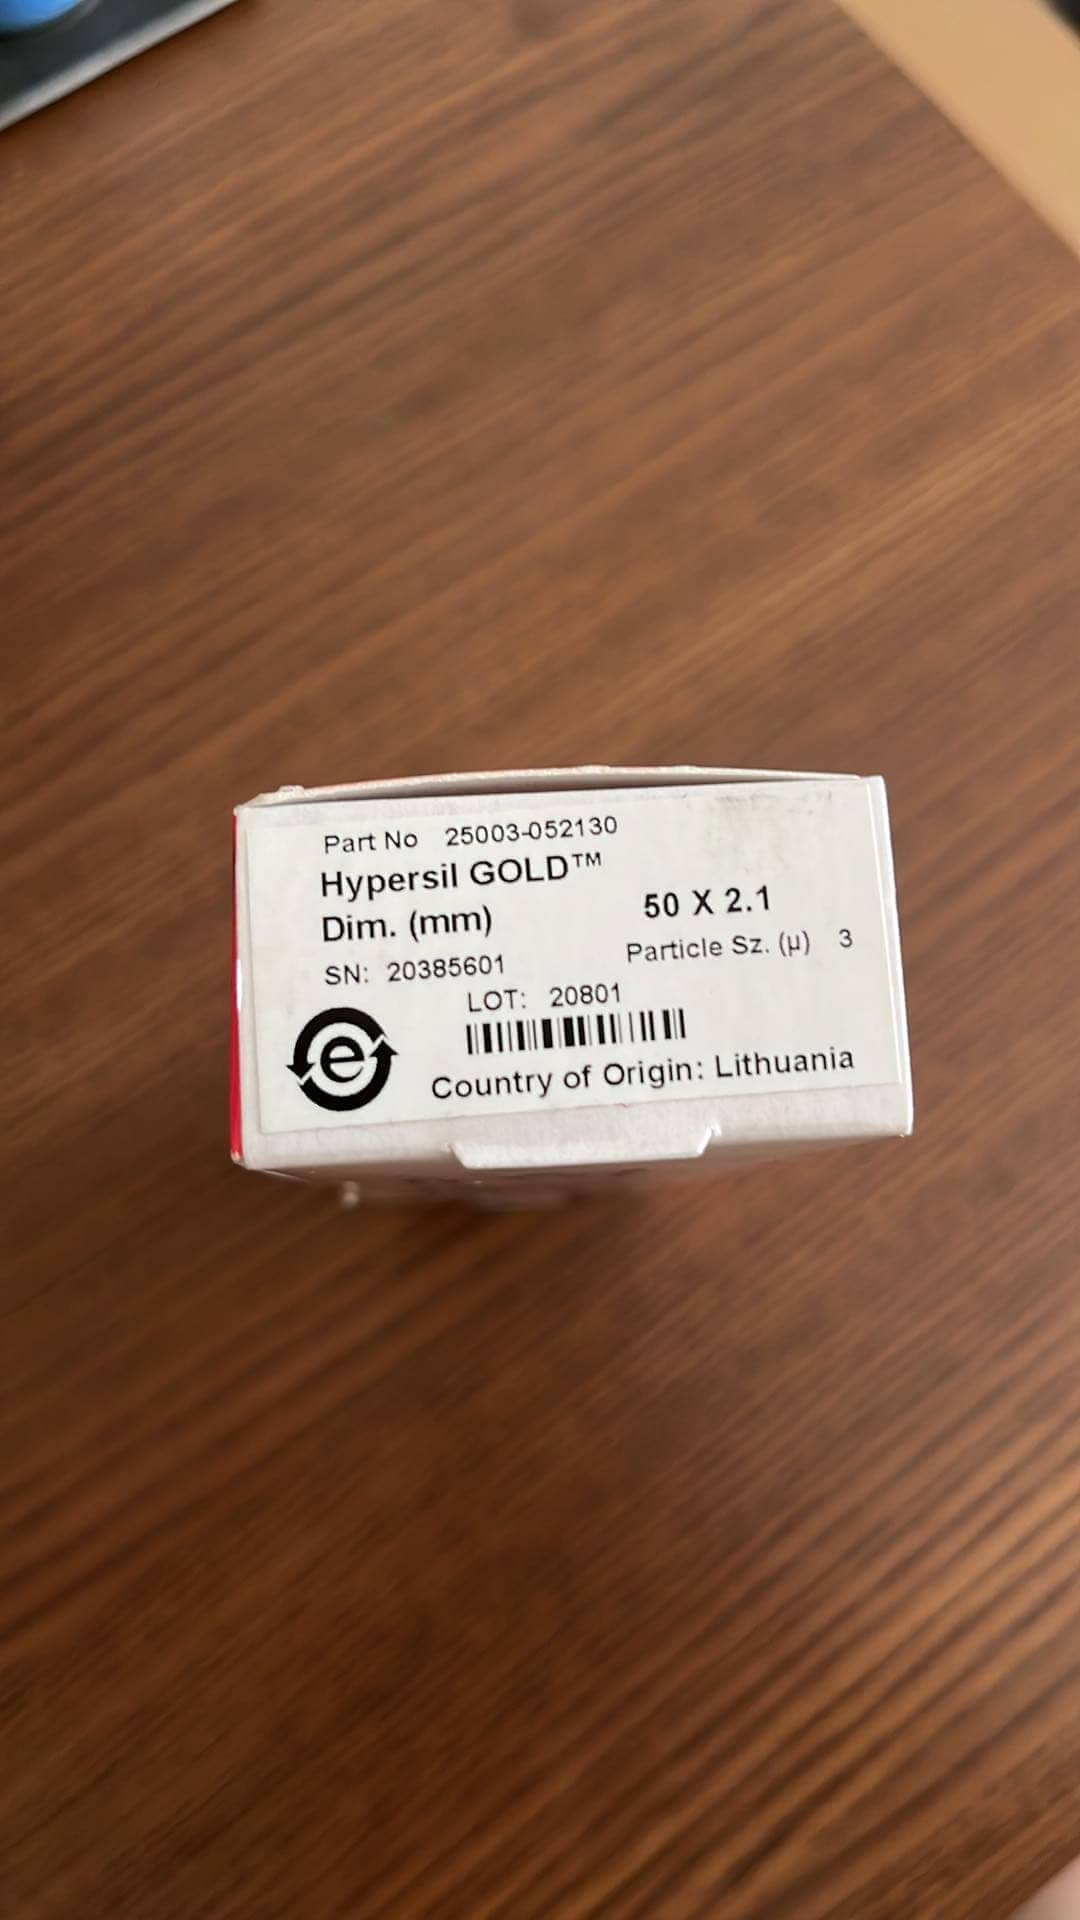 Part No 25003-052130
Hypersil GOLD™
Dim. (mm) 50 X 2.1
SN: 20385601 Particle Sz. (µ) 3
LOT: 20801
e
Country of Origin: Lithuania